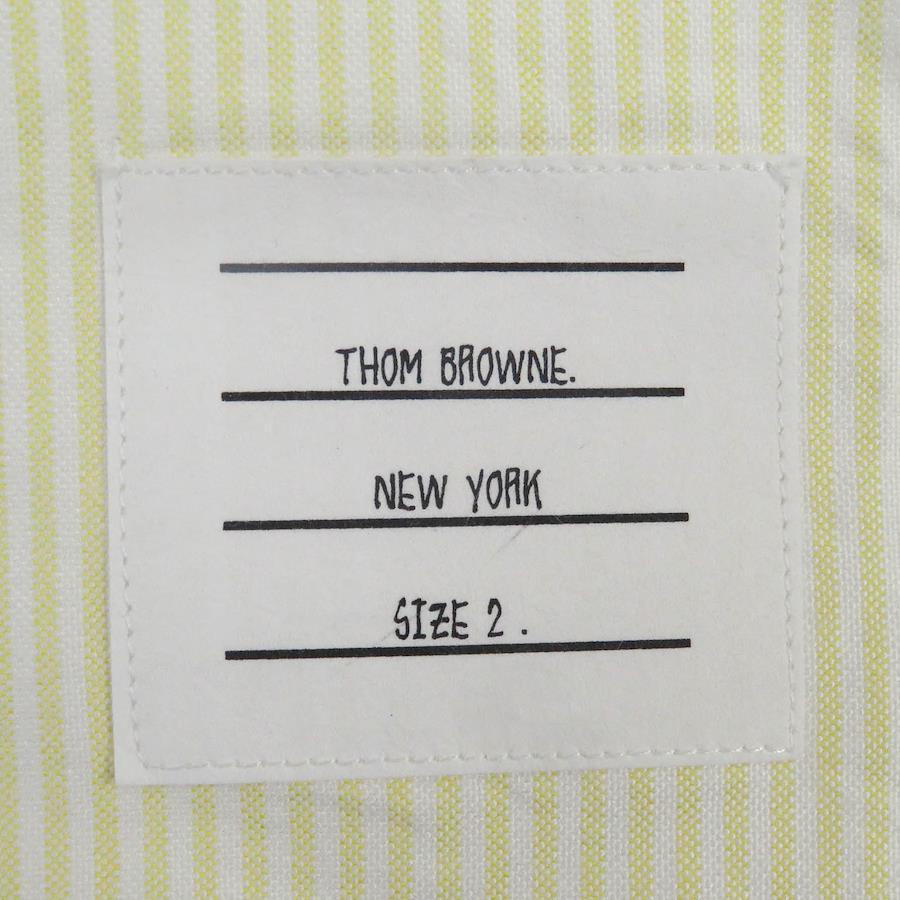 THOM BROWNE.
NEW YORK
SIZE 2 .